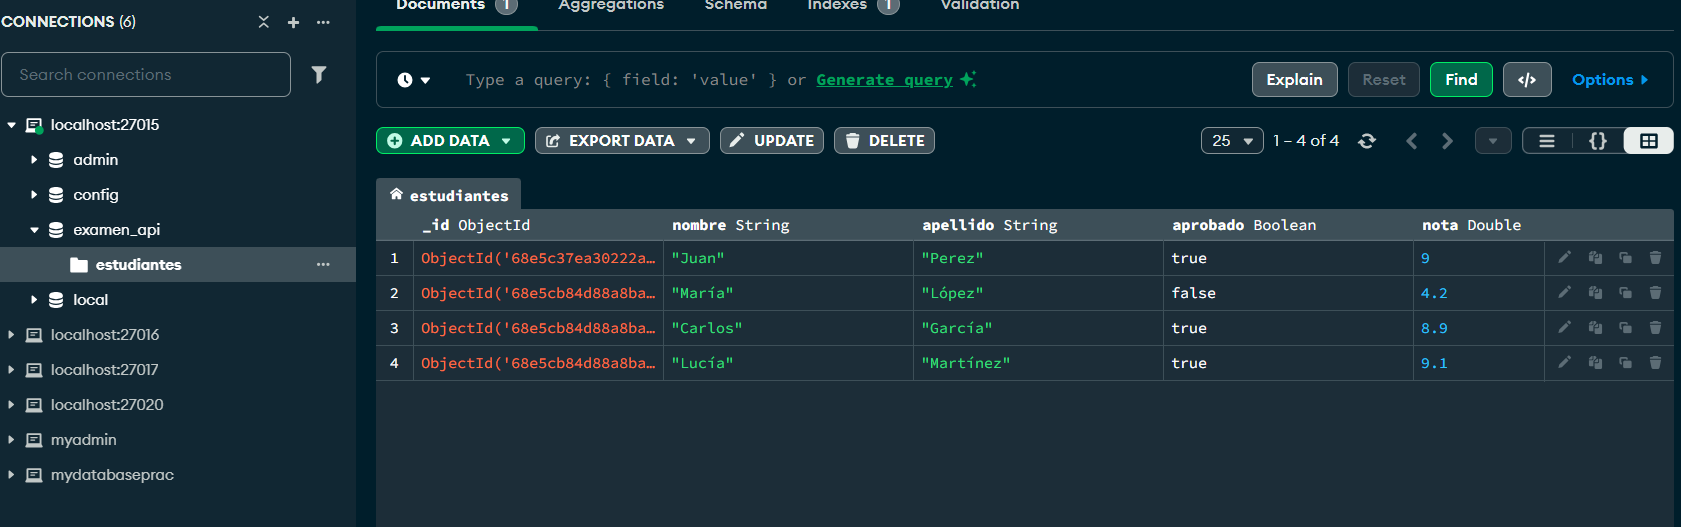 CONNECTIONS (6)
Search connections
localhost:27015
admin
config
examen_api
estudiantes
local
localhost:27016
localhost:27017
localhost:27020
myadmin
mydatabaseprac
Documents 1 Aggregations Schema Indexes 1 Validation
Type a query: { field: 'value' } or Generate query Explain Reset Find </> Options
ADD DATA EXPORT DATA UPDATE DELETE 25 1 – 4 of 4 {}
estudiantes
_id ObjectId nombre String apellido String aprobado Boolean nota Double
1 ObjectId('68e5c37ea30222a… "Juan" "Perez" true 9
2 ObjectId('68e5cb84d88a8ba… "María" "López" false 4.2
3 ObjectId('68e5cb84d88a8ba… "Carlos" "García" true 8.9
4 ObjectId('68e5cb84d88a8ba… "Lucía" "Martínez" true 9.1